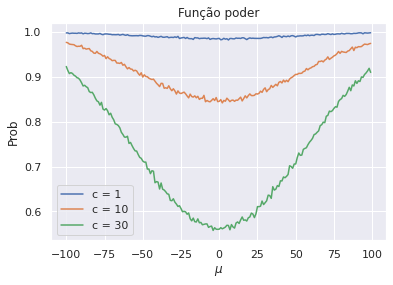 Função poder
1.0
0.9
0.8
0.7
0.6
Prob
c = 1
c = 10
c = 30
−100 −75 −50 −25 0 25 50 75 100
μ